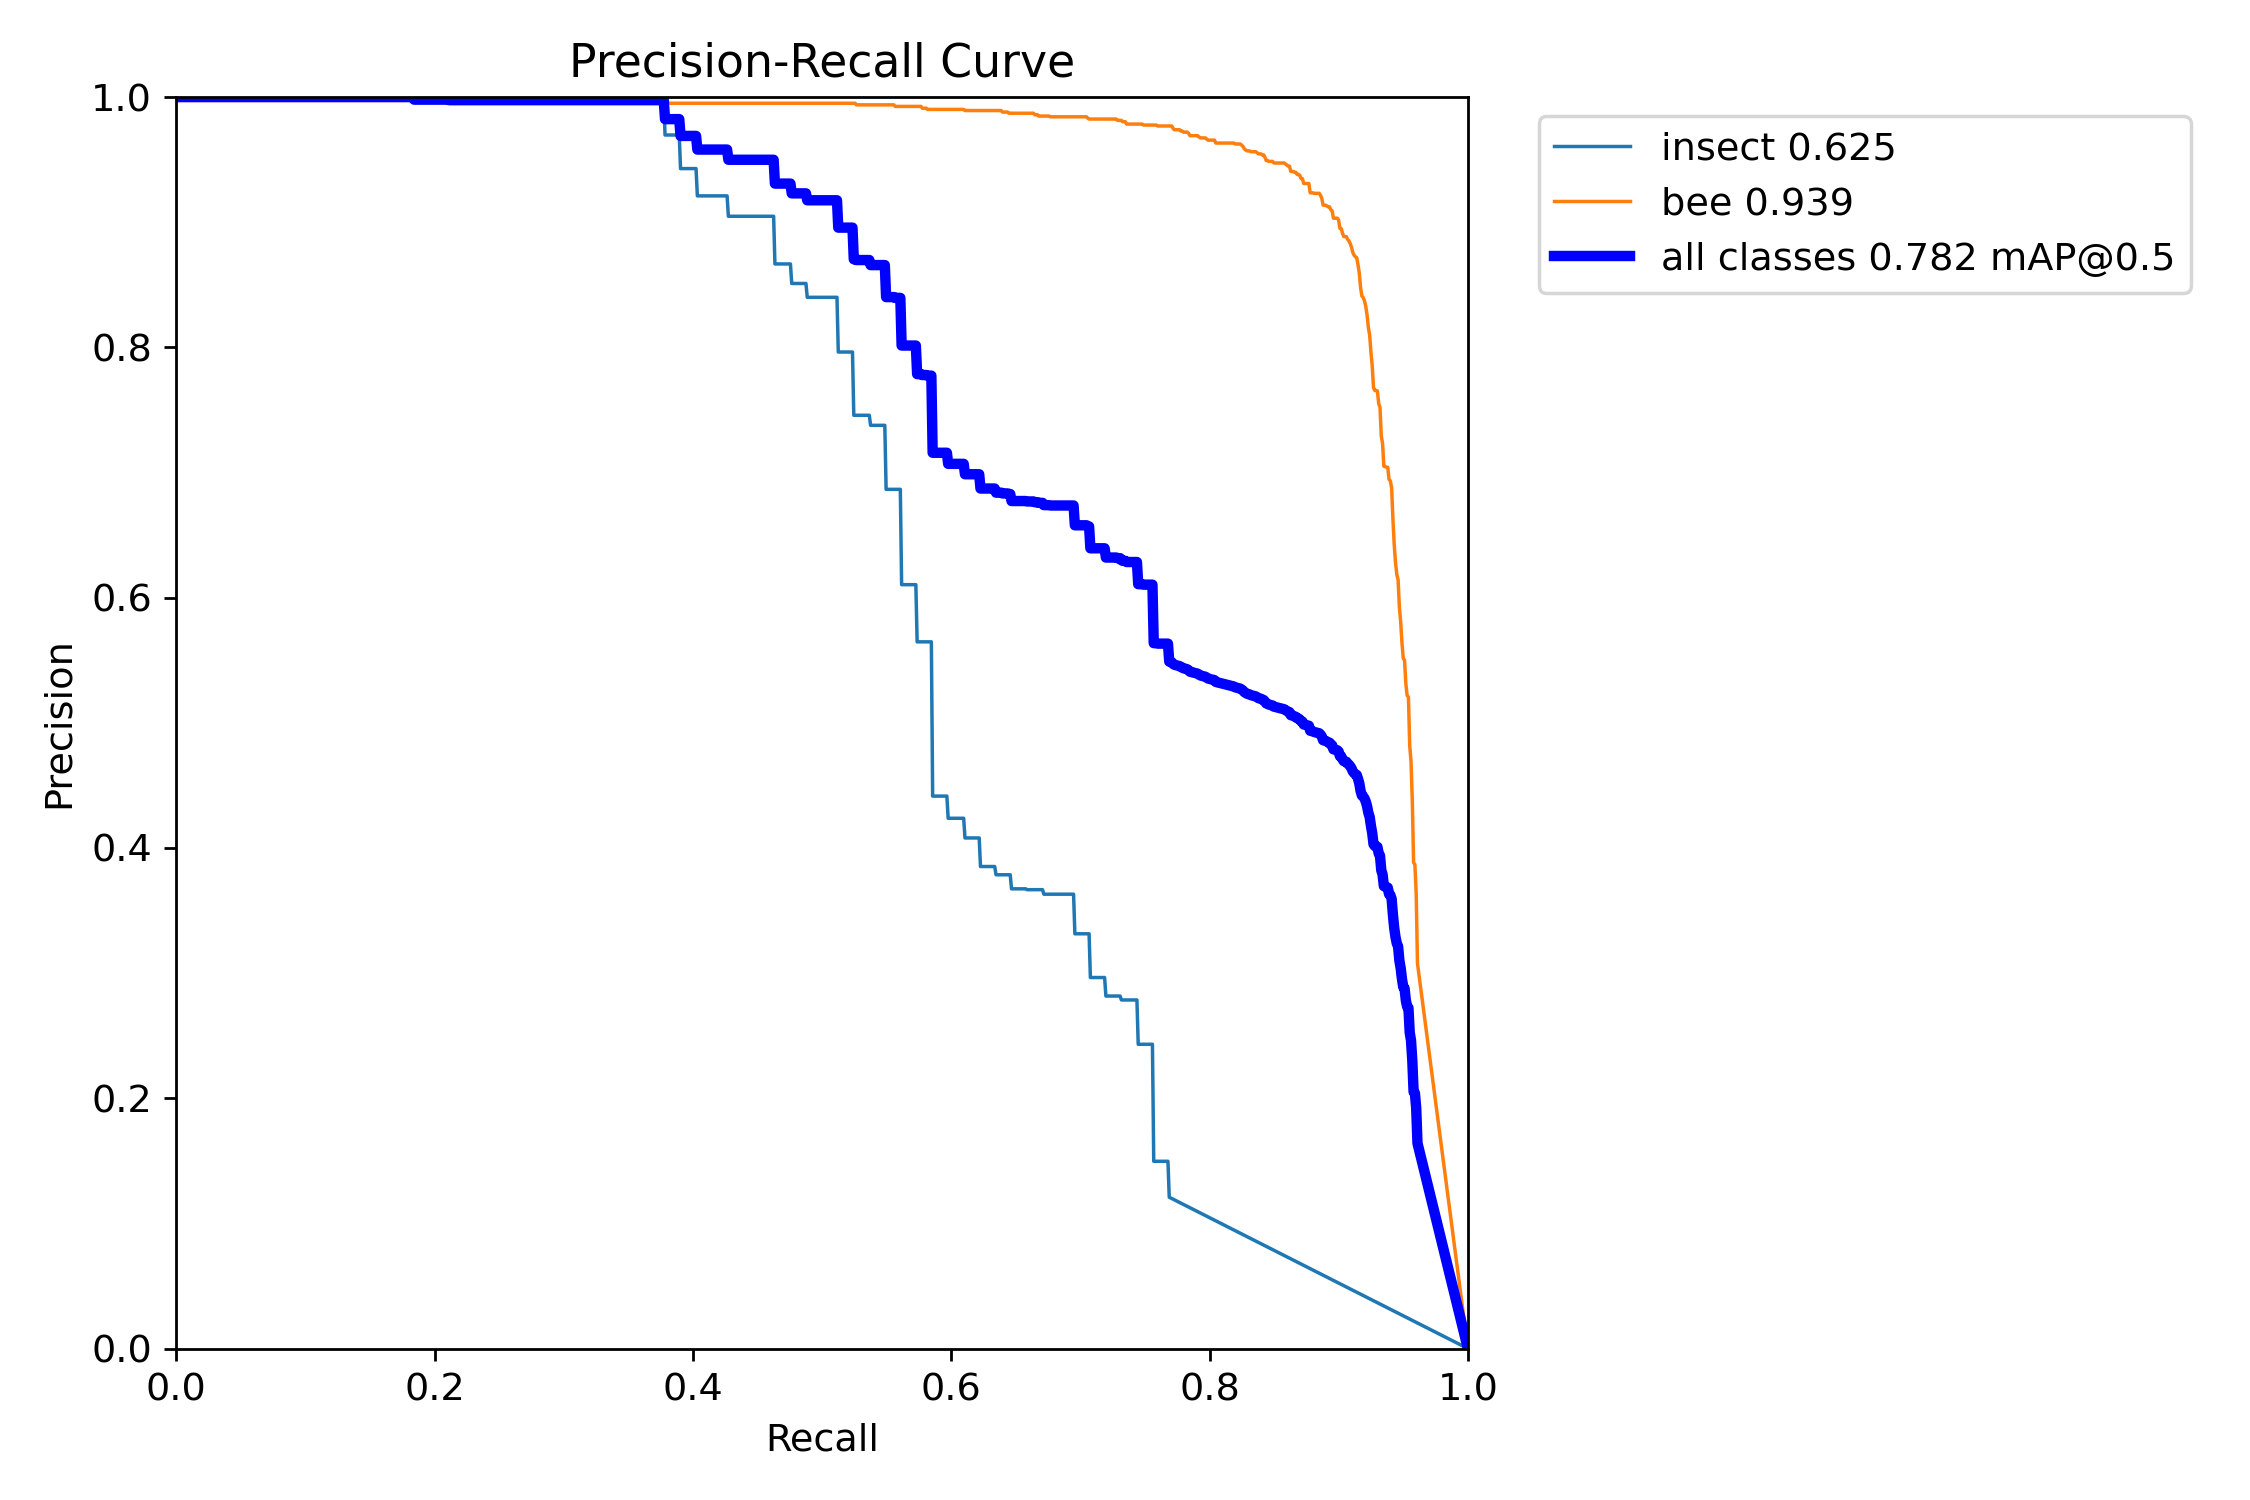 Precision-Recall Curve
1.0
0.8
0.6
0.4
0.2
0.0
Precision
0.0 0.2 0.4 0.6 0.8 1.0
Recall
insect 0.625
bee 0.939
all classes 0.782 mAP@0.5